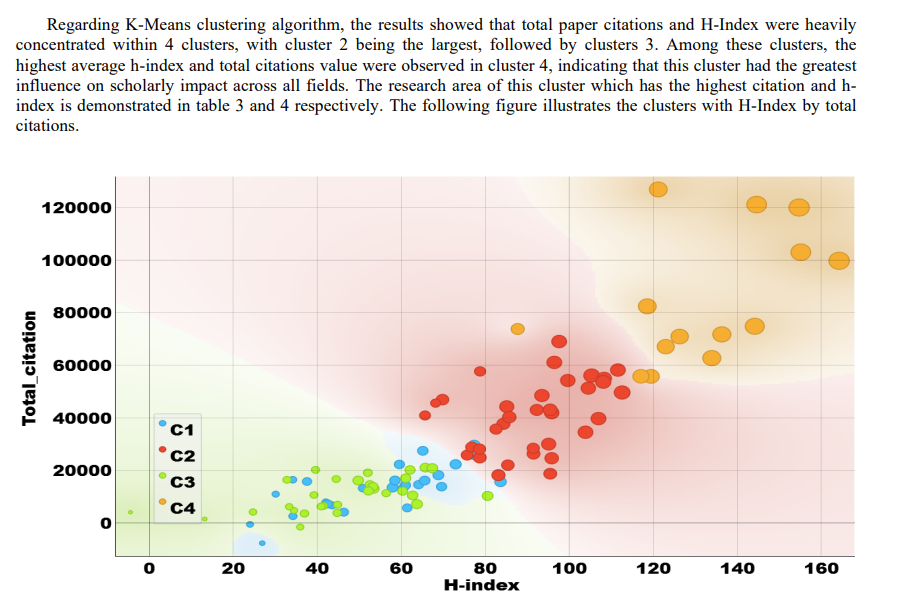 Regarding K-Means clustering algorithm, the results showed that total paper citations and H-Index were heavily
concentrated within 4 clusters, with cluster 2 being the largest, followed by clusters 3. Among these clusters, the
highest average h-index and total citations value were observed in cluster 4, indicating that this cluster had the greatest
influence on scholarly impact across all fields. The research area of this cluster which has the highest citation and h-
index is demonstrated in table 3 and 4 respectively. The following figure illustrates the clusters with H-Index by total
citations.
120000
100000
80000
60000
40000
20000
0
Total_citation
C1
C2
C3
C4
0 20 40 60 80 100 120 140 160
H-index